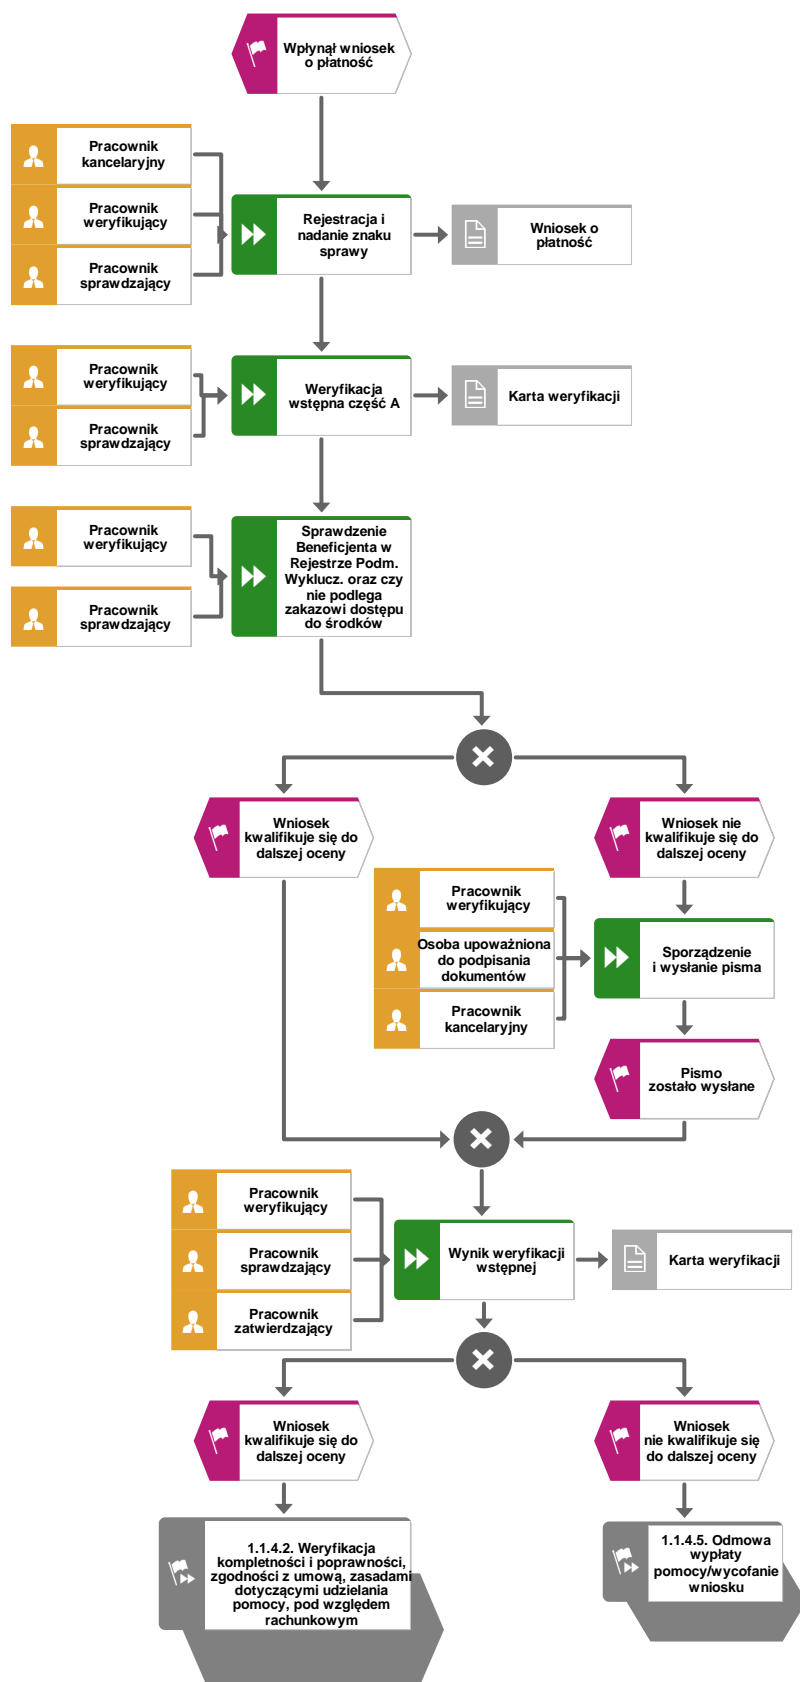 Wpłynął wniosek
o płatność
Pracownik
kancelaryjny
Pracownik
weryfikujący
Pracownik
sprawdzający
Rejestracja i
nadanie znaku
sprawy
Wniosek o
płatność
Pracownik
weryfikujący
Pracownik
sprawdzający
Weryfikacja
wstępna część A
Karta weryfikacji
Pracownik
weryfikujący
Pracownik
sprawdzający
Sprawdzenie
Beneficjenta w
Rejestrze Podm.
Wyklucz. oraz czy
nie podlega
zakazowi dostępu
do środków
Wniosek
kwalifikuje się do
dalszej oceny
Wniosek nie
kwalifikuje się do
dalszej oceny
Pracownik
weryfikujący
Osoba upoważniona
do podpisania
dokumentów
Pracownik
kancelaryjny
Sporządzenie
i wysłanie pisma
Pismo
zostało wysłane
Pracownik
weryfikujący
Pracownik
sprawdzający
Pracownik
zatwierdzający
Wynik weryfikacji
wstępnej
Karta weryfikacji
Wniosek
kwalifikuje się do
dalszej oceny
Wniosek
nie kwalifikuje się
do dalszej oceny
1.1.4.2. Weryfikacja
kompletności i poprawności,
zgodności z umową, zasadami
dotyczącymi udzielania
pomocy, pod względem
rachunkowym
1.1.4.5. Odmowa
wypłaty
pomocy/wycofanie
wniosku